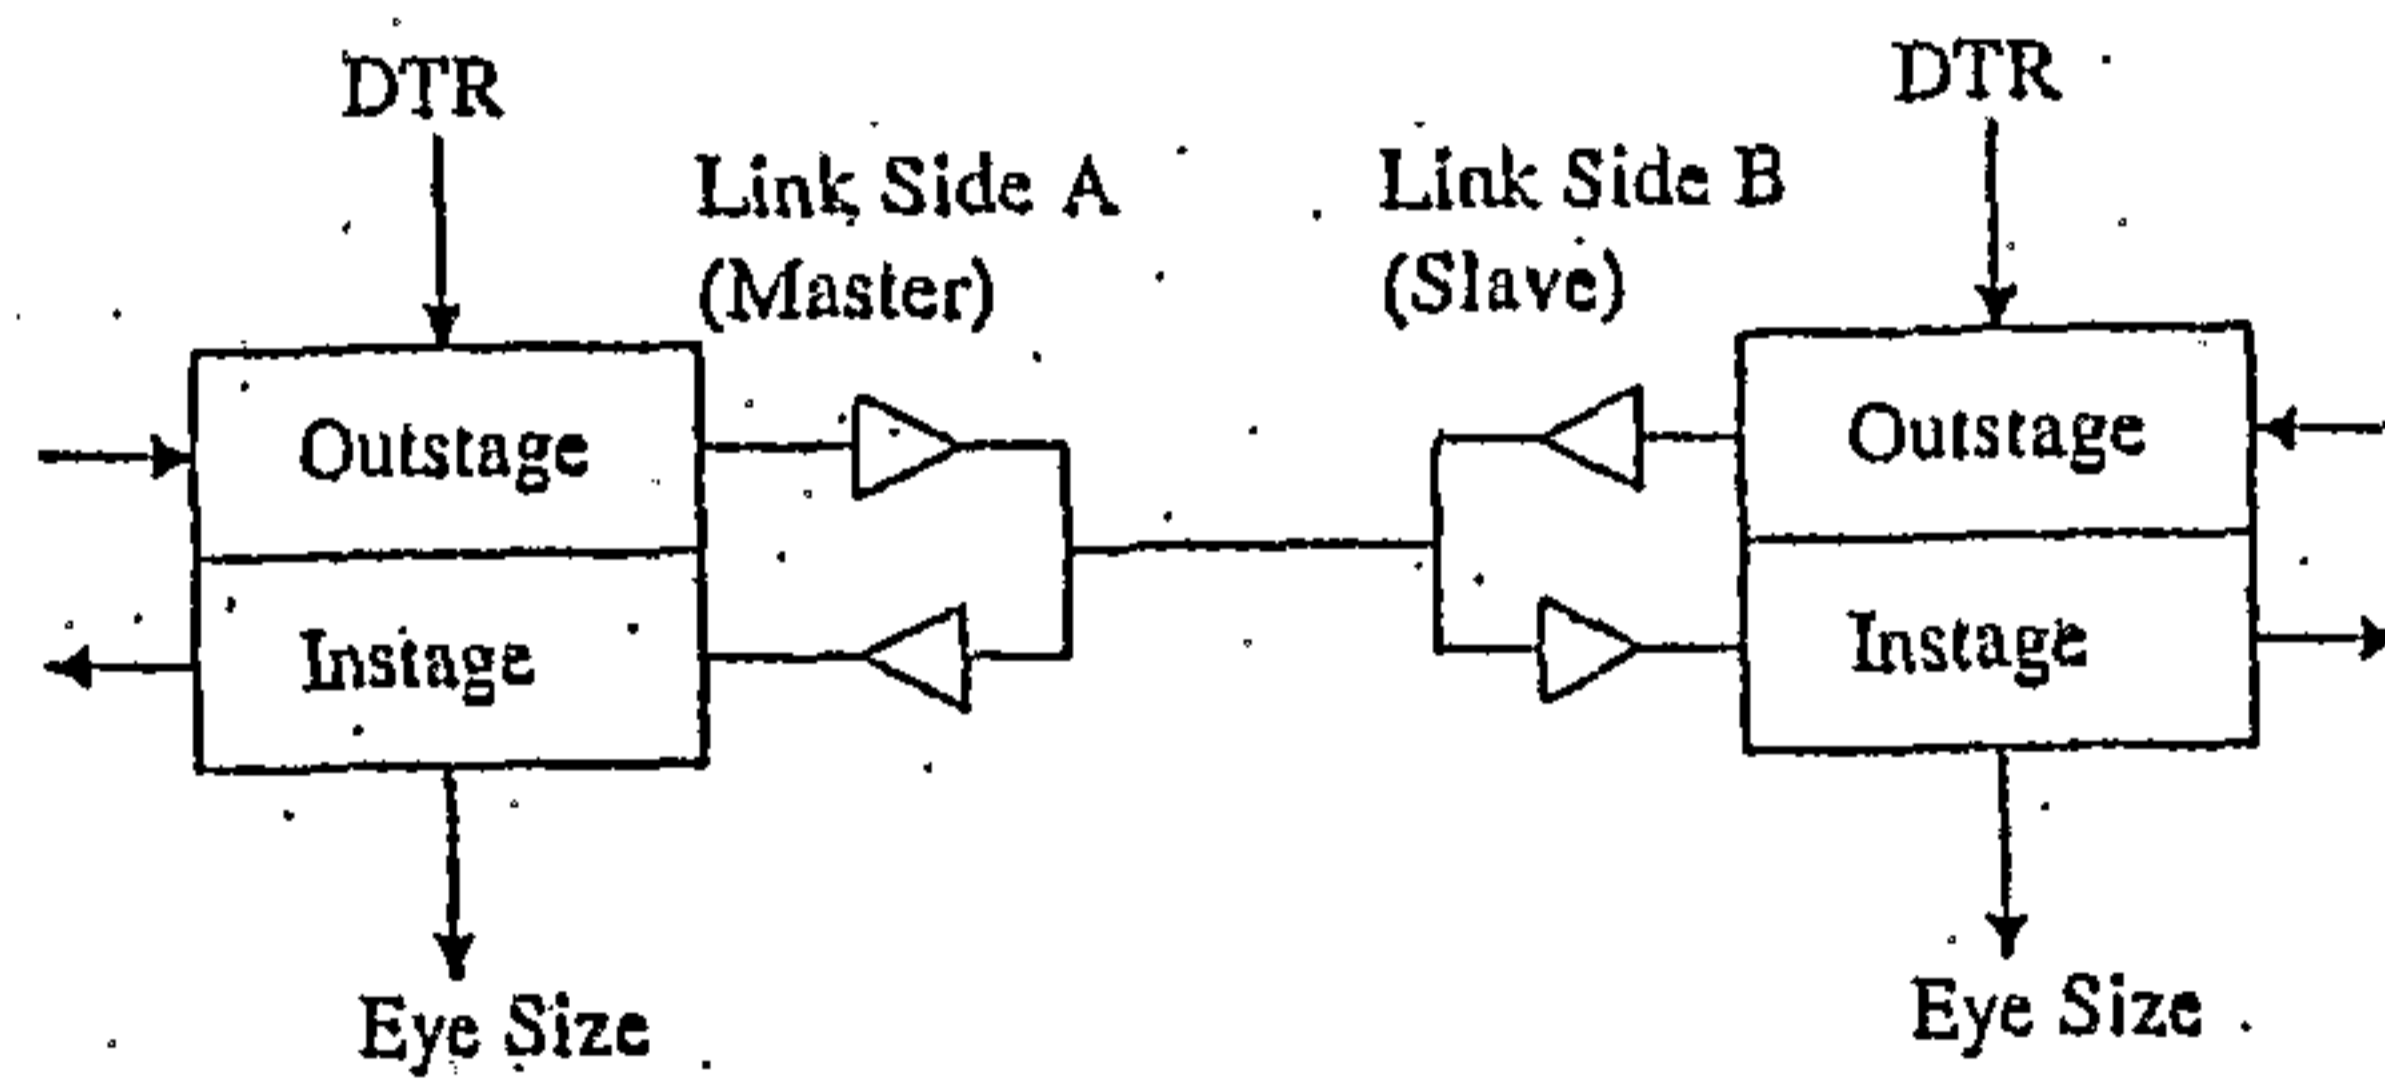 DTR
DTR
Link Side A
(Master)
Link Side B
(Slave)
Outstage
Instage
Outstage
Instage
Eye Size
Eye Size